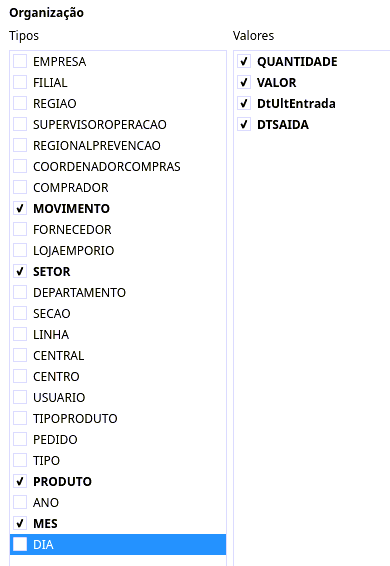 Organização
Tipos
EMPRESA
FILIAL
REGIAO
SUPERVISOROPERACAO
REGIONALPREVENCAO
COORDENADORCOMPRAS
COMPRADOR
MOVIMENTO
FORNECEDOR
LOJAEMPORIO
SETOR
DEPARTAMENTO
SECAO
LINHA
CENTRAL
CENTRO
USUARIO
TIPOPRODUTO
PEDIDO
TIPO
PRODUTO
ANO
MES
DIA
Valores
QUANTIDADE
VALOR
DtUltEntrada
DTSAIDA